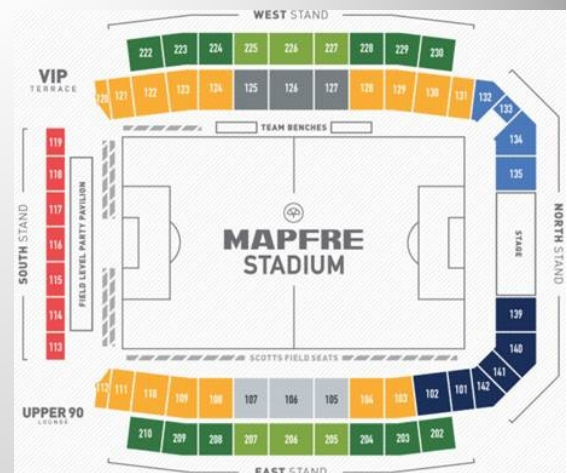 WEST STAND
222 223 224 225 226 227 228 229 230
VIP
TERRACE
120 121 122 123 124 125 126 127 128 129 130 131 132
133
134
135
TEAM BENCHES
119
118
117
116
115
114
113
SOUTH STAND
FIELD LEVEL PARTY PAVILION
MAPFRE
STADIUM
STAGE
NORTH STAND
139
140
141
142
SCOTTS FIELD SEATS
112 111 110 109 108 107 106 105 104 103 102 101
UPPER 90
LOUNGE
210 209 208 207 206 205 204 203 202
EAST STAND